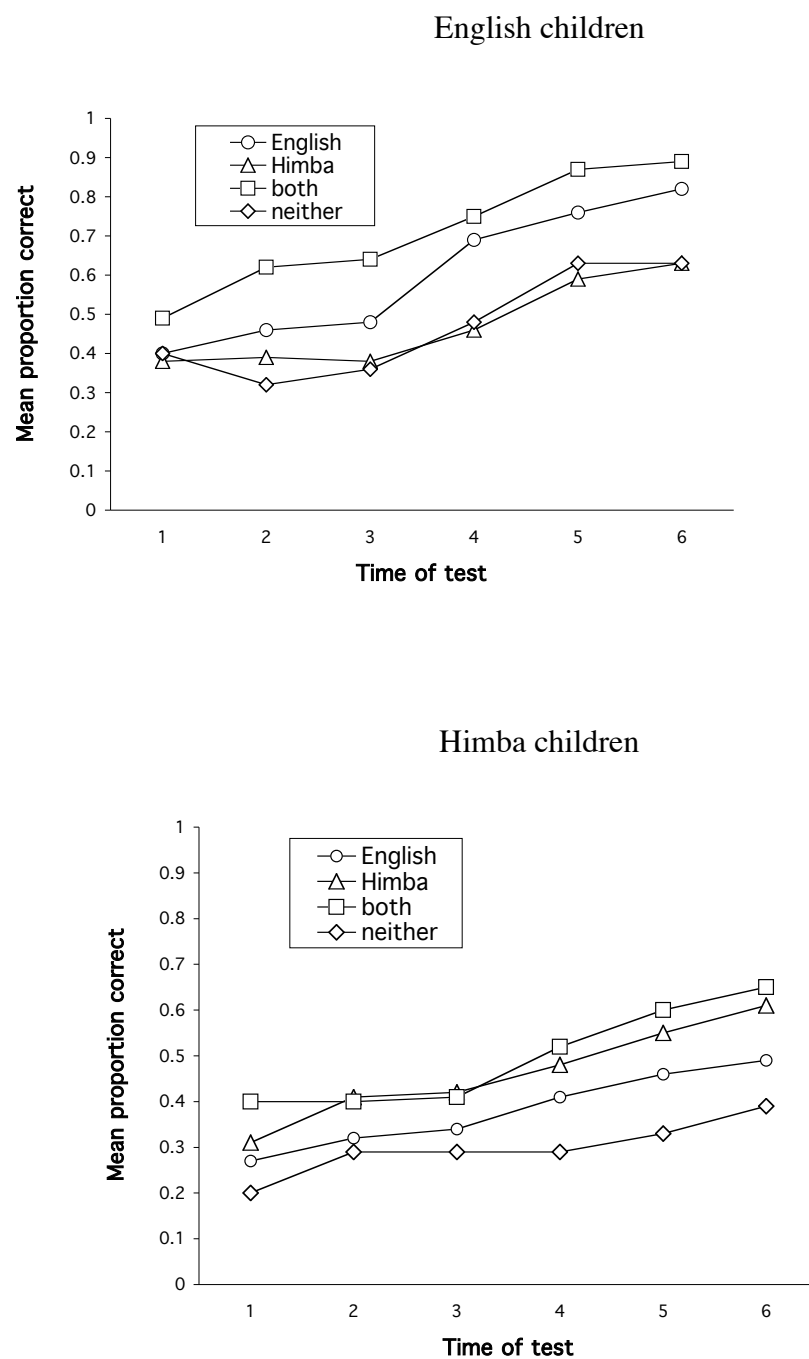 English children
1
0.9
0.8
0.7
0.6
0.5
0.4
0.3
0.2
0.1
0
Mean proportion correct
English
Himba
both
neither
1 2 3 4 5 6
Time of test
Himba children
1
0.9
0.8
0.7
0.6
0.5
0.4
0.3
0.2
0.1
0
Mean proportion correct
English
Himba
both
neither
1 2 3 4 5 6
Time of test